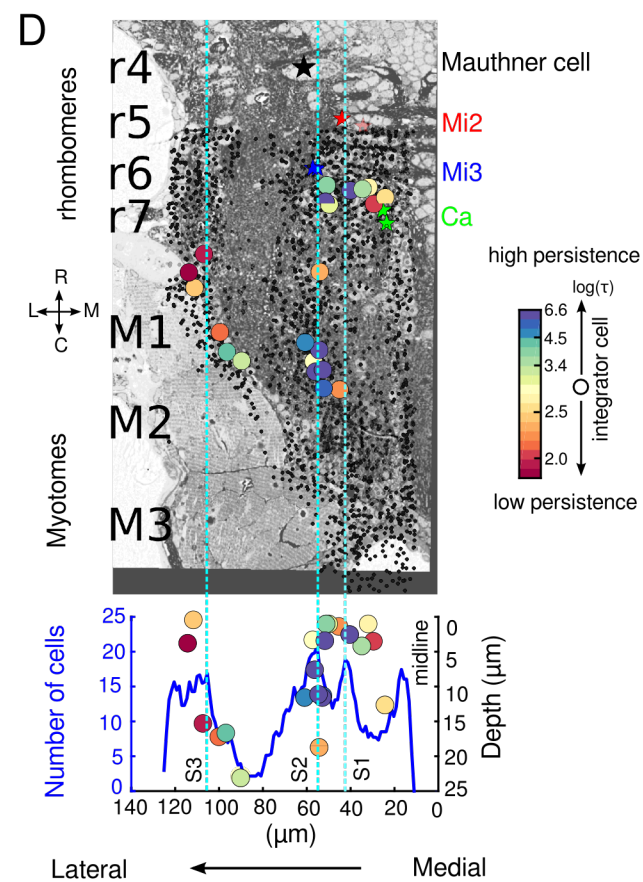 D
r4
Mauthner cell
r5
Mi2
rhombomeres
r6
Mi3
r7
Ca
high persistence
R
L M
C
log(τ)
6.6
4.5
3.4
2.5
2.0
integrator cell
low persistence
M1
M2
Myotomes
M3
25
20
15
10
5
0
Number of cells
S3
S2
S1
midline
0
5
10
15
20
25
Depth (μm)
140 120 100 80 60 40 20 0
(μm)
Lateral Medial